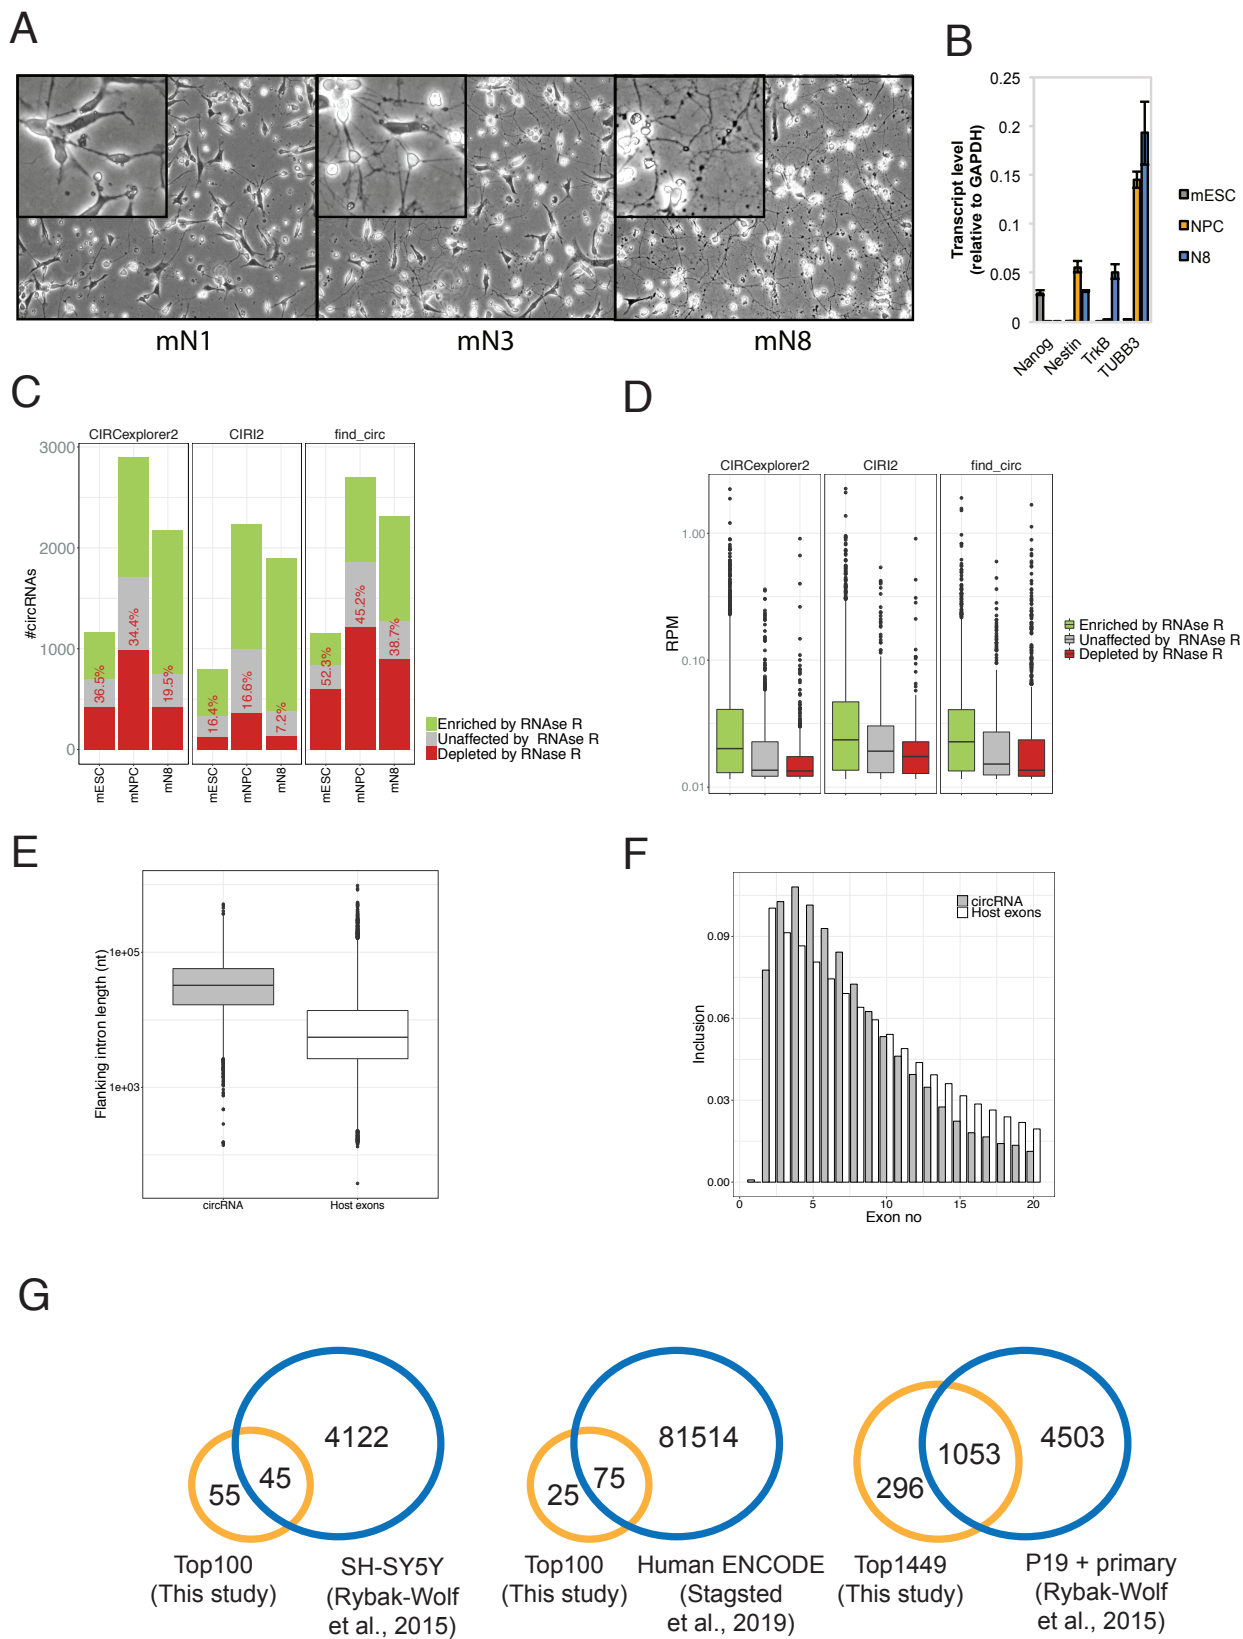 A
mN1
mN3
mN8
B
Transcript level
(relative to GAPDH)
0.25
0.2
0.15
0.1
0.05
0
Nanog
Nestin
TrkB
TUBB3
mESC
NPC
N8
C
CIRCexplorer2
CIRI2
find_circ
#circRNAs
3000
2000
1000
0
36.5%
34.4%
19.5%
16.4%
16.6%
7.2%
52.3%
45.2%
38.7%
mESC
mNPC
mN8
mESC
mNPC
mN8
mESC
mNPC
mN8
Enriched by RNAse R
Unaffected by RNAse R
Depleted by RNase R
D
CIRCexplorer2
CIRI2
find_circ
RPM
1.00
0.10
0.01
Enriched by RNAse R
Unaffected by RNAse R
Depleted by RNase R
E
Flanking intron length (nt)
1e+05
1e+03
circRNA
Host exons
F
Inclusion
0.09
0.06
0.03
0.00
0
5
10
15
20
Exon no
circRNA
Host exons
G
4122
45
55
Top100
(This study)
SH-SY5Y
(Rybak-Wolf
et al., 2015)
81514
75
25
Top100
(This study)
Human ENCODE
(Stagsted
et al., 2019)
4503
1053
296
Top1449
(This study)
P19 + primary
(Rybak-Wolf
et al., 2015)